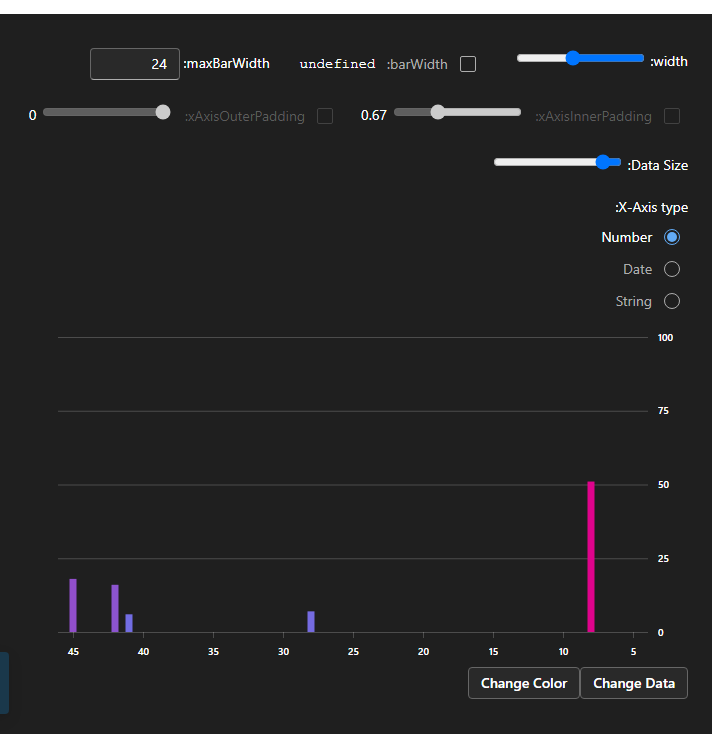 :width
undefined :barWidth
24 :maxBarWidth
:xAxisInnerPadding
0.67
:xAxisOuterPadding
0
:Data Size
:X-Axis type
Number
Date
String
100
75
50
25
0
45 40 35 30 25 20 15 10 5
Change Color Change Data